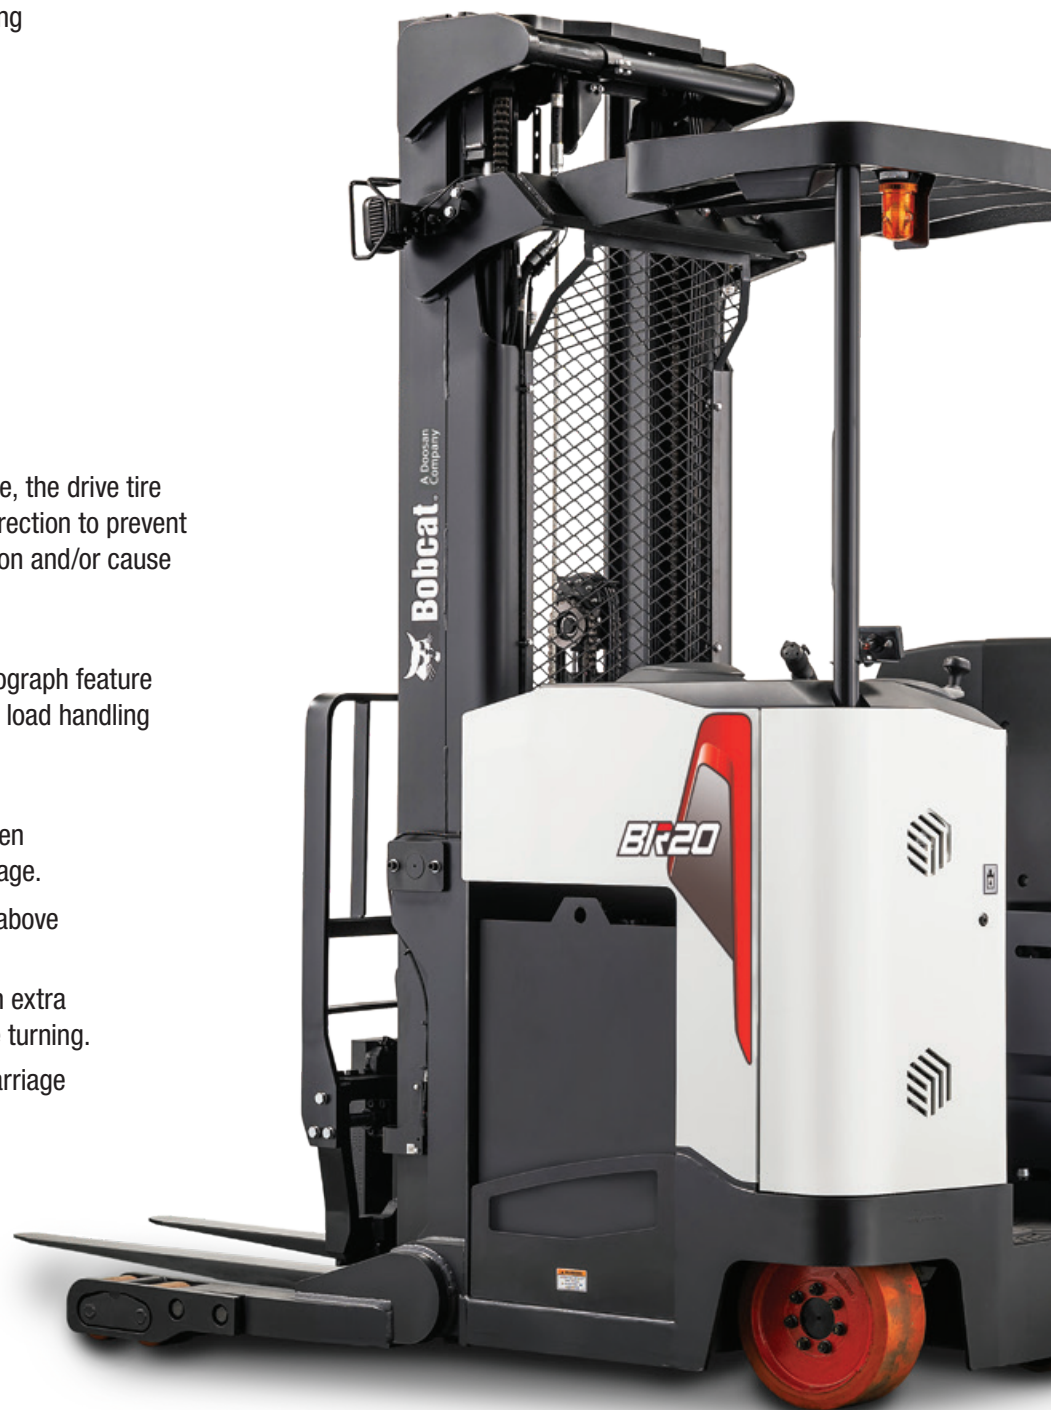 ng
e, the drive tire
rection to prevent
on and/or cause
ograph feature
load handling
en
age.
above
n extra
turning.
arriage
Bobcat.
A Doosan
Company
BR20